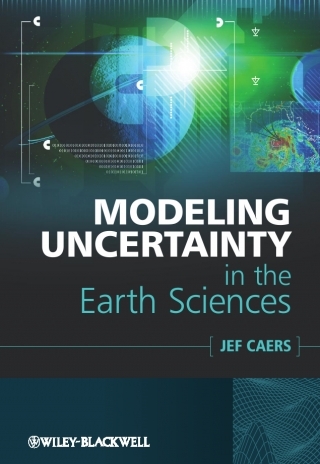 MODELING
UNCERTAINTY
in the
Earth Sciences
[ JEF CAERS ]
WILEY-BLACKWELL